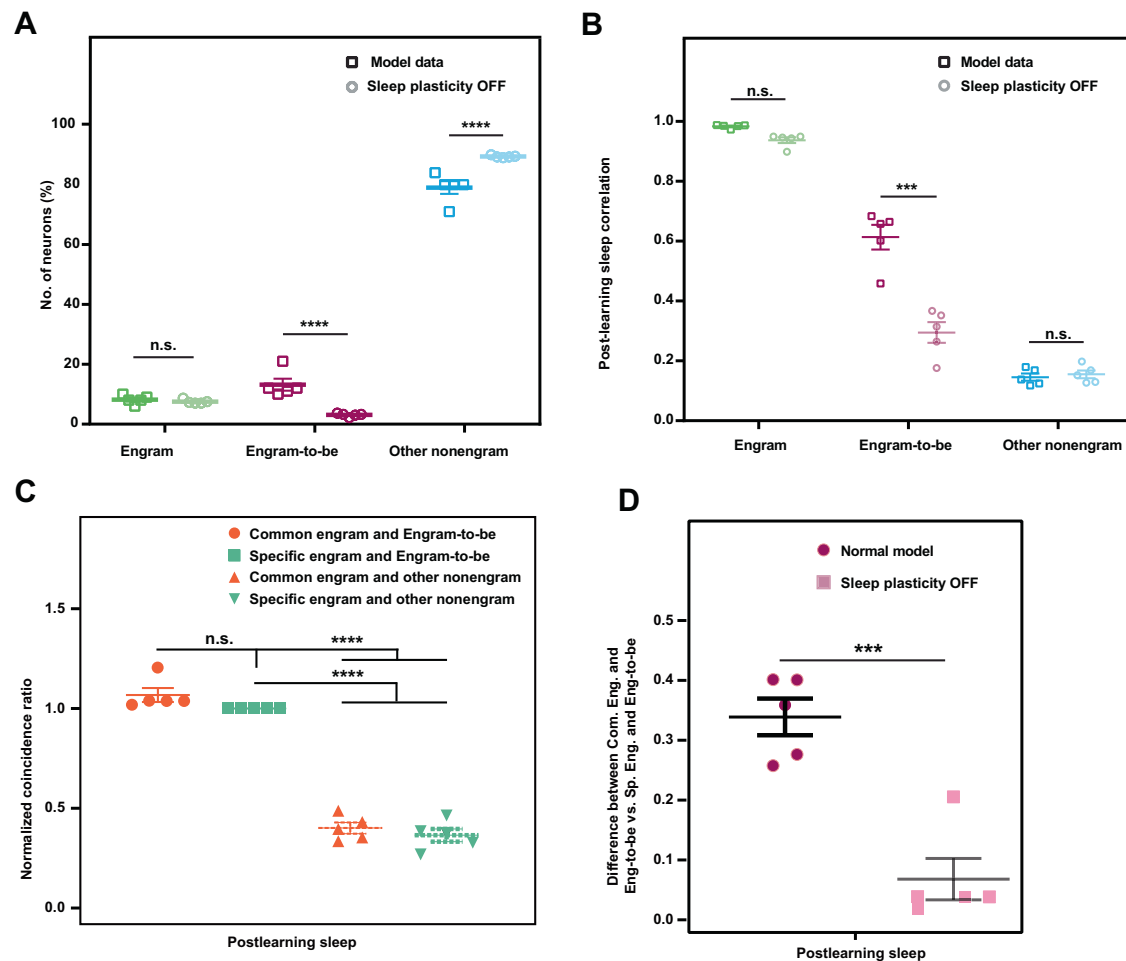 A
Model data
Sleep plasticity OFF
No. of neurons (%)
100
80
60
40
20
0
n.s.
****
****
Engram
Engram-to-be
Other nonengram
B
Model data
Sleep plasticity OFF
Post-learning sleep correlation
1.0
0.8
0.6
0.4
0.2
0.0
n.s.
***
n.s.
Engram
Engram-to-be
Other nonengram
C
Common engram and Engram-to-be
Specific engram and Engram-to-be
Common engram and other nonengram
Specific engram and other nonengram
Normalized coincidence ratio
1.5
1.0
0.5
0.0
n.s.
****
****
Postlearning sleep
D
Normal model
Sleep plasticity OFF
Difference between Com. Eng. and
Eng-to-be vs. Sp. Eng. and Eng-to-be
0.5
0.4
0.3
0.2
0.1
0.0
***
Postlearning sleep